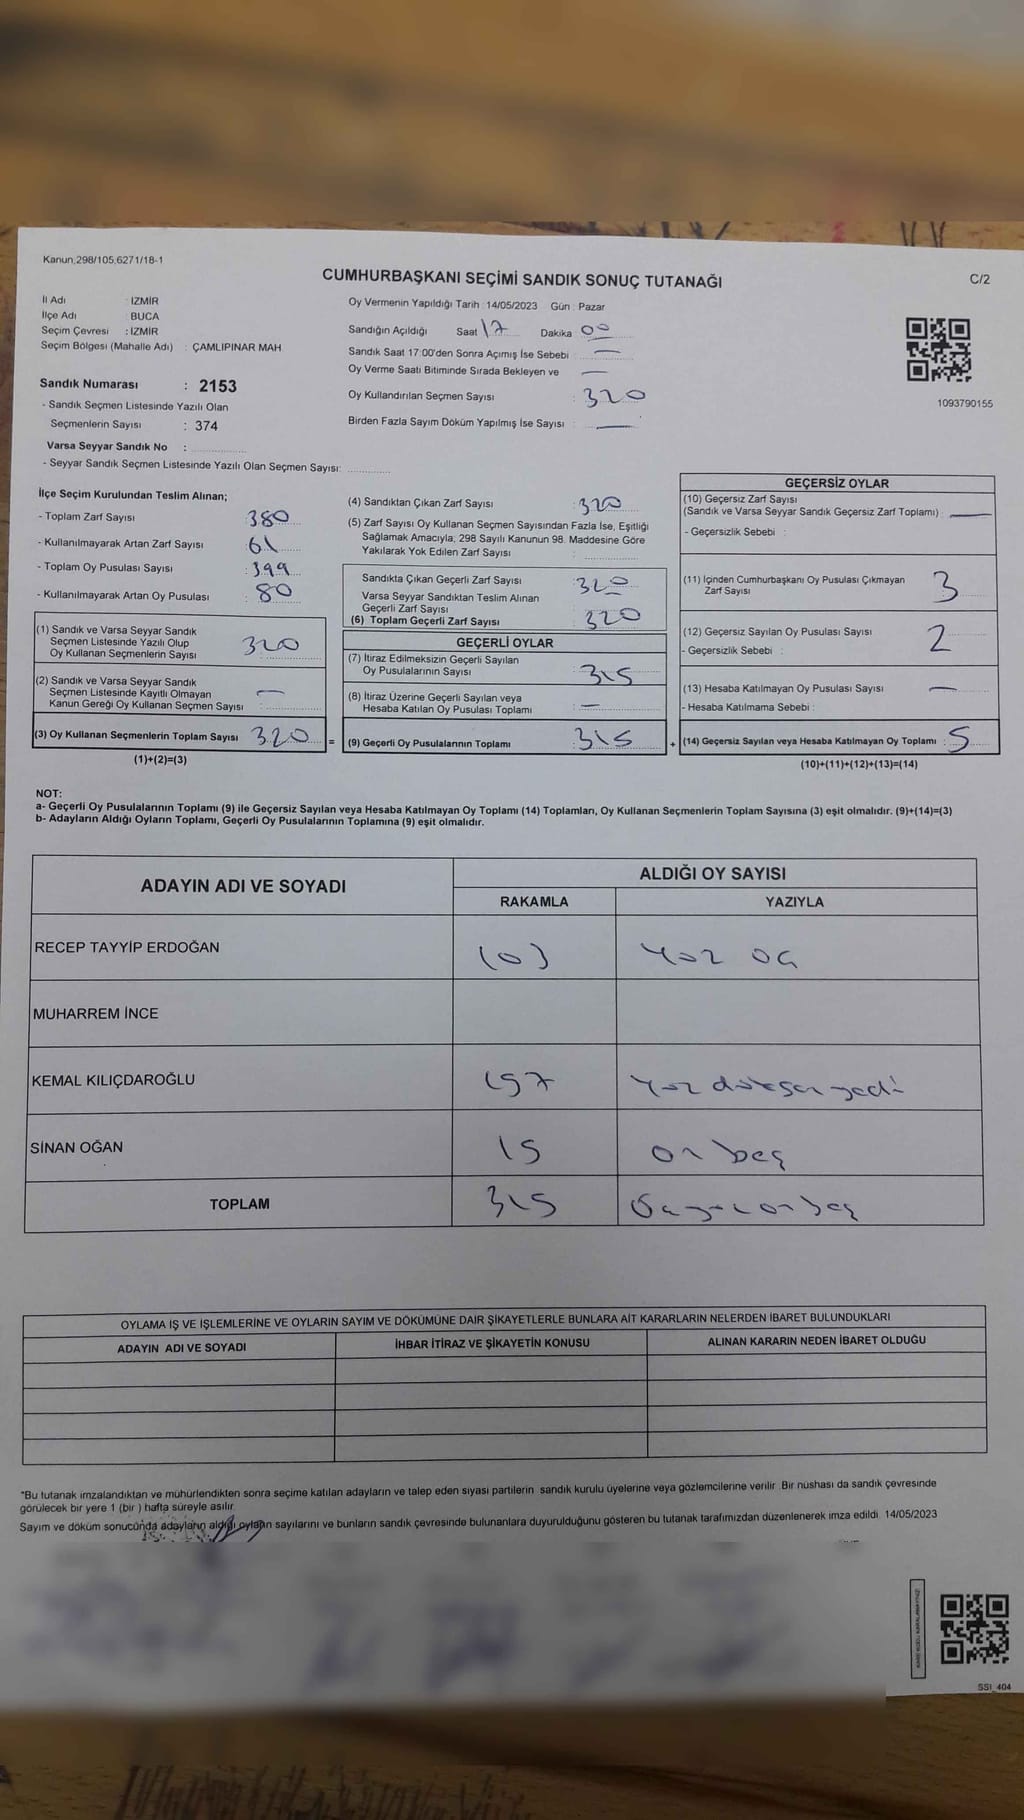 Kanun,298/105,6271/18-1
CUMHURBAŞKANI SEÇİMİ SANDIK SONUÇ TUTANAĞI
C/2
İl Adı : İZMİR
İlçe Adı : BUCA
Seçim Çevresi : İZMİR
Seçim Bölgesi (Mahalle Adı) : ÇAMLIPINAR MAH.
Sandık Numarası : 2153
- Sandık Seçmen Listesinde Yazılı Olan
Seçmenlerin Sayısı : 374
Varsa Seyyar Sandık No :
- Seyyar Sandık Seçmen Listesinde Yazılı Olan Seçmen Sayısı:
Oy Vermenin Yapıldığı Tarih : 14/05/2023 Gün : Pazar
Sandığın Açıldığı Saat 17 Dakika 00
Sandık Saat 17:00'den Sonra Açımış İse Sebebi : —
Oy Verme Saati Bitiminde Sırada Bekleyen ve —
Oy Kullandırılan Seçmen Sayısı : 320
Birden Fazla Sayım Döküm Yapılmış İse Sayısı : —
1093790155
İlçe Seçim Kurulundan Teslim Alınan;
- Toplam Zarf Sayısı : 380
- Kullanılmayarak Artan Zarf Sayısı : 61
- Toplam Oy Pusulası Sayısı : 399
- Kullanılmayarak Artan Oy Pusulası : 80
(1) Sandık ve Varsa Seyyar Sandık
Seçmen Listesinde Yazılı Olup
Oy Kullanan Seçmenlerin Sayısı : 320
(2) Sandık ve Varsa Seyyar Sandık
Seçmen Listesinde Kayıtlı Olmayan
Kanun Gereği Oy Kullanan Seçmen Sayısı : —
(3) Oy Kullanan Seçmenlerin Toplam Sayısı 320 =
(1)+(2)=(3)
(4) Sandıktan Çıkan Zarf Sayısı : 320
(5) Zarf Sayısı Oy Kullanan Seçmen Sayısından Fazla İse, Eşitliği
Sağlamak Amacıyla, 298 Sayılı Kanunun 98. Maddesine Göre
Yakılarak Yok Edilen Zarf Sayısı :
Sandıkta Çıkan Geçerli Zarf Sayısı : 320
Varsa Seyyar Sandıktan Teslim Alınan
Geçerli Zarf Sayısı
(6) Toplam Geçerli Zarf Sayısı : 320
GEÇERLİ OYLAR
(7) İtiraz Edilmeksizin Geçerli Sayılan
Oy Pusulalarının Sayısı : 315
(8) İtiraz Üzerine Geçerli Sayılan veya
Hesaba Katılan Oy Pusulası Toplamı : —
(9) Geçerli Oy Pusulalarının Toplamı : 315 +
GEÇERSİZ OYLAR
(10) Geçersiz Zarf Sayısı
(Sandık ve Varsa Seyyar Sandık Geçersiz Zarf Toplamı) : —
- Geçersizlik Sebebi :
(11) İçinden Cumhurbaşkanı Oy Pusulası Çıkmayan
Zarf Sayısı : 3
(12) Geçersiz Sayılan Oy Pusulası Sayısı : 2
- Geçersizlik Sebebi :
(13) Hesaba Katılmayan Oy Pusulası Sayısı : —
- Hesaba Katılmama Sebebi :
(14) Geçersiz Sayılan veya Hesaba Katılmayan Oy Toplamı : 5
(10)+(11)+(12)+(13)=(14)
NOT:
a- Geçerli Oy Pusulalarının Toplamı (9) ile Geçersiz Sayılan veya Hesaba Katılmayan Oy Toplamı (14) Toplamları, Oy Kullanan Seçmenlerin Toplam Sayısına (3) eşit olmalıdır. (9)+(14)=(3)
b- Adayların Aldığı Oyların Toplamı, Geçerli Oy Pusulalarının Toplamına (9) eşit olmalıdır.
ADAYIN ADI VE SOYADI
ALDIĞI OY SAYISI
RAKAMLA YAZIYLA
RECEP TAYYİP ERDOĞAN 103 yüz
MUHARREM İNCE
KEMAL KILIÇDAROĞLU 197 yüz doksan yedi
SİNAN OĞAN 15 on beş
TOPLAM 315 on beş
OYLAMA İŞ VE İŞLEMLERİNE VE OYLARIN SAYIM VE DÖKÜMÜNE DAİR ŞİKAYETLERLE BUNLARA AİT KARARLARIN NELERDEN İBARET BULUNDUKLARI
ADAYIN ADI VE SOYADI İHBAR İTİRAZ VE ŞİKAYETİN KONUSU ALINAN KARARIN NEDEN İBARET OLDUĞU
*Bu tutanak imzalandıktan ve mühürlendikten sonra seçime katılan adayların ve talep eden siyasi partilerin sandık kurulu üyelerine veya gözlemcilerine verilir. Bir nüshası da sandık çevresinde
görülecek bir yere 1 (bir ) hafta süreyle asılır.
Sayım ve döküm sonucunda adayların aldığı oyların sayılarını ve bunların sandık çevresinde bulunanlara duyurulduğunu gösteren bu tutanak tarafımızdan düzenlenerek imza edildi. 14/05/2023
SSI_404